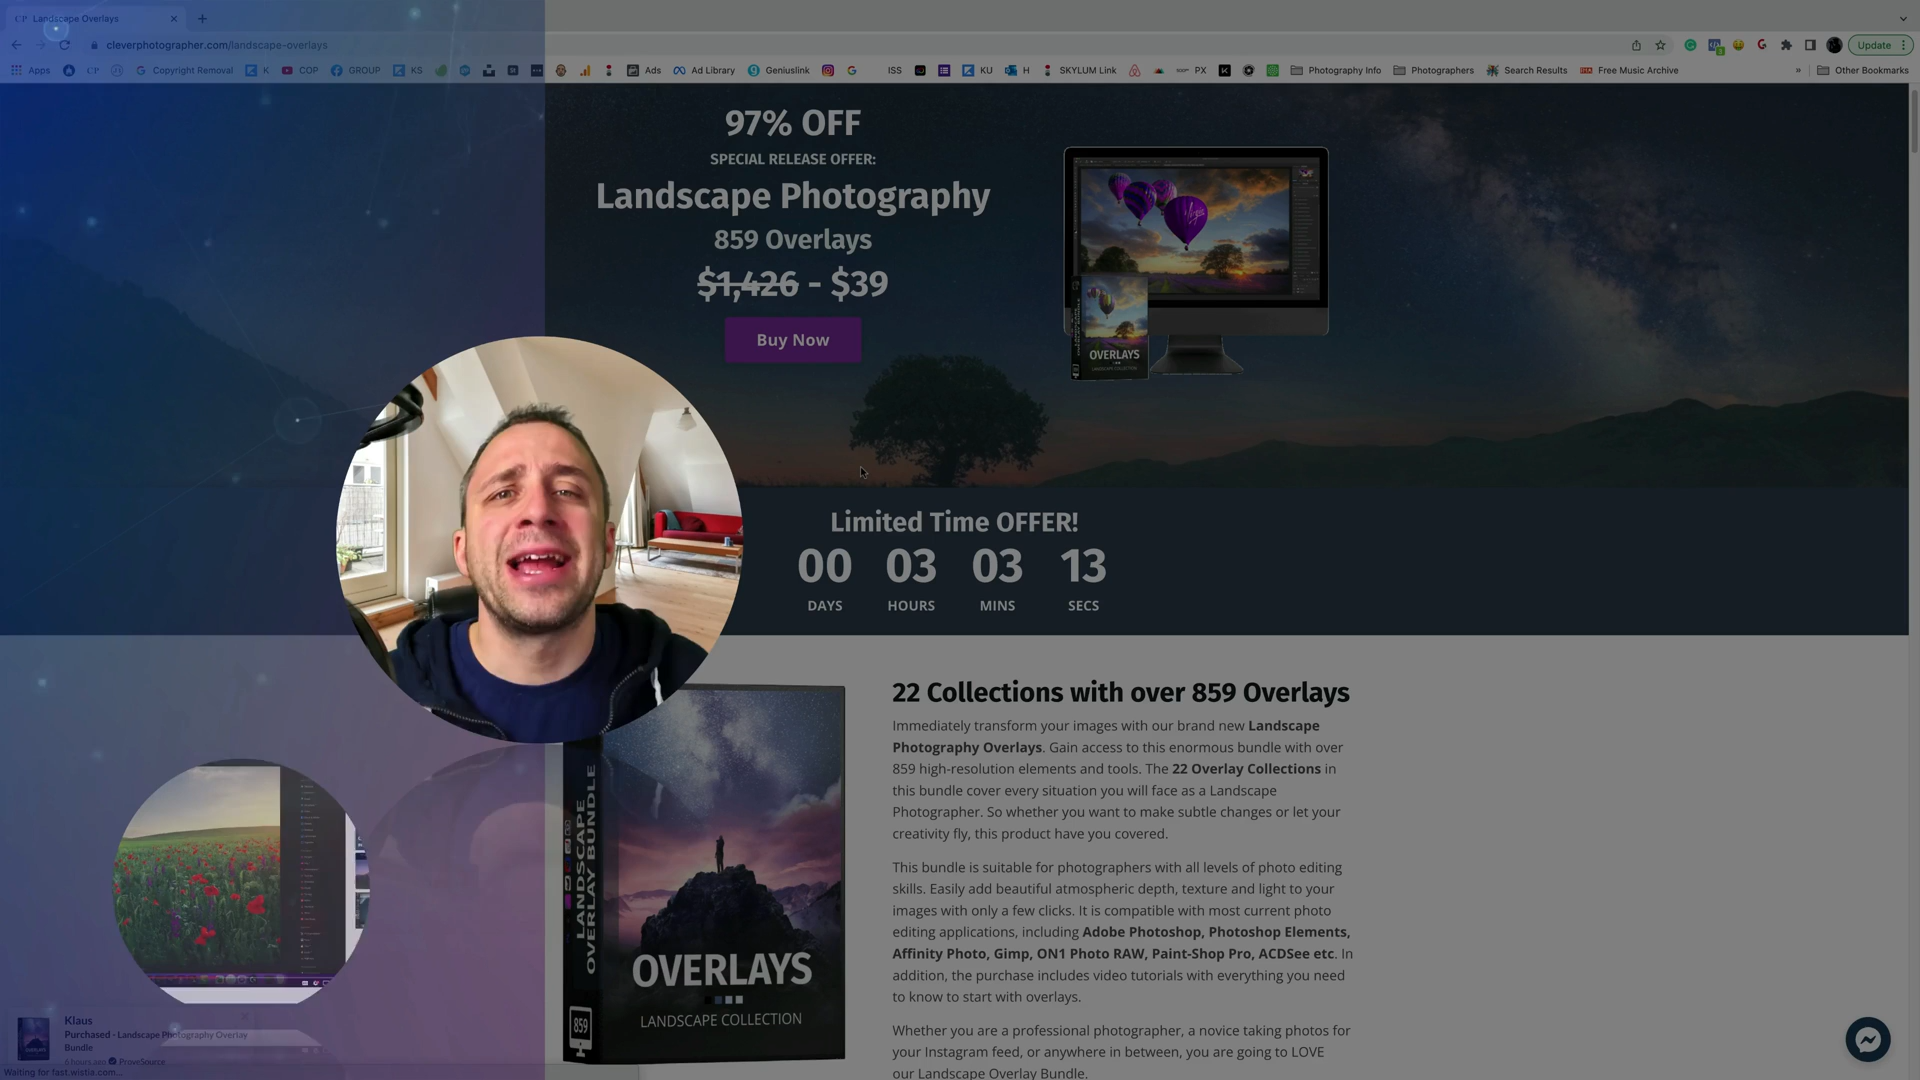 CP Landscape Overlays
cleverphotographer.com/landscape-overlays
Update
Apps CP Copyright Removal K COP GROUP KS Ads Ad Library Geniuslink ISS KU H SKYLUM Link PX Photography Info Photographers Search Results Free Music Archive » Other Bookmarks
97% OFF
SPECIAL RELEASE OFFER:
Landscape Photography
859 Overlays
$1,426 - $39
Buy Now
OVERLAYS
LANDSCAPE COLLECTION
Limited Time OFFER!
00 03 03 13
DAYS HOURS MINS SECS
LANDSCAPE
OVERLAY BUNDLE
OVERLAYS
LANDSCAPE COLLECTION
859
22 Collections with over 859 Overlays
Immediately transform your images with our brand new Landscape
Photography Overlays. Gain access to this enormous bundle with over
859 high-resolution elements and tools. The 22 Overlay Collections in
this bundle cover every situation you will face as a Landscape
Photographer. So whether you want to make subtle changes or let your
creativity fly, this product have you covered.
This bundle is suitable for photographers with all levels of photo editing
skills. Easily add beautiful atmospheric depth, texture and light to your
images with only a few clicks. It is compatible with most current photo
editing applications, including Adobe Photoshop, Photoshop Elements,
Affinity Photo, Gimp, ON1 Photo RAW, Paint-Shop Pro, ACDSee etc. In
addition, the purchase includes video tutorials with everything you need
to know to start with overlays.
Whether you are a professional photographer, a novice taking photos for
your Instagram feed, or anywhere in between, you are going to LOVE
our Landscape Overlay Bundle.
Klaus
Purchased - Landscape Photography Overlay
Bundle
6 hours ago ProveSource
Waiting for fast.wistia.com...